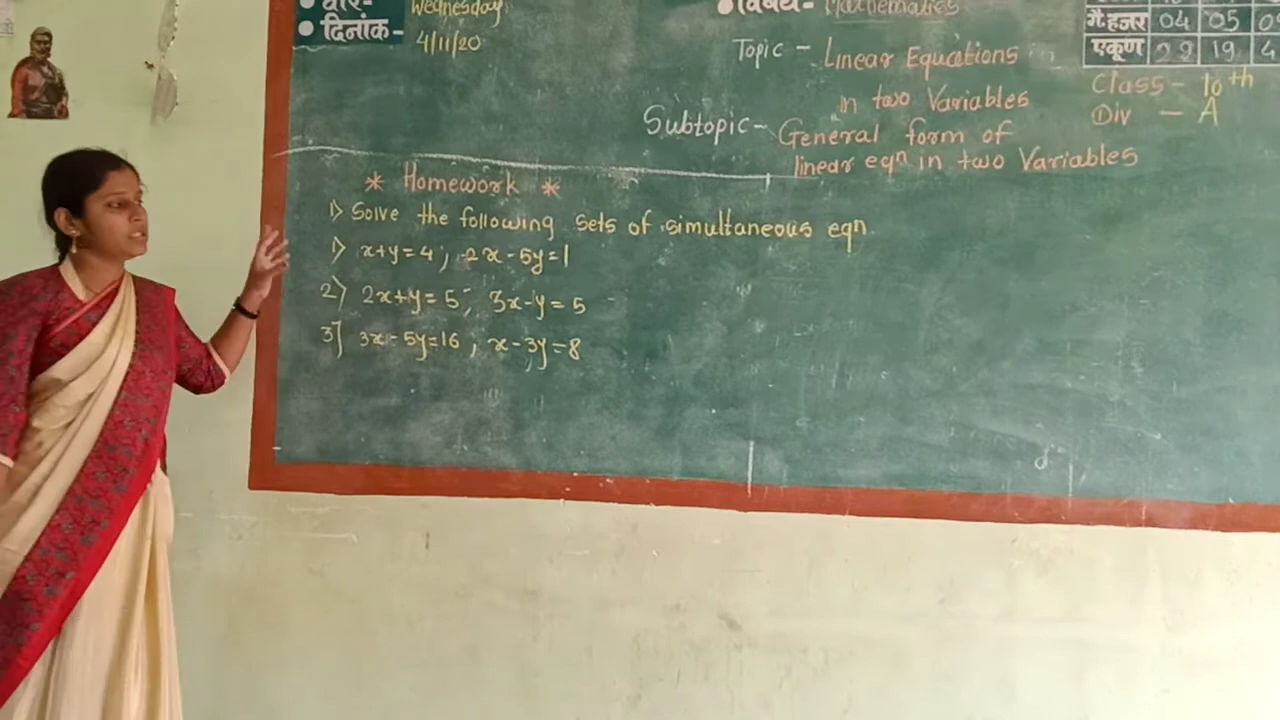 • वार- Wednesday
• दिनांक- 4/11/20
• विषय- Mathematics
Topic - Linear Equations in
in two Variables
Subtopic- General form of
linear eqn in two Variables
गै.हजर 04 05
एकूण 22 19 4
Class - 10th
Div - A
* Homework *
1) Solve the following sets of simultaneous eqn
1) x+y=4 ; 2x-5y=1
2) 2x+y=5 ; 3x-y=5
3] 3x-5y=16 ; x-3y=8